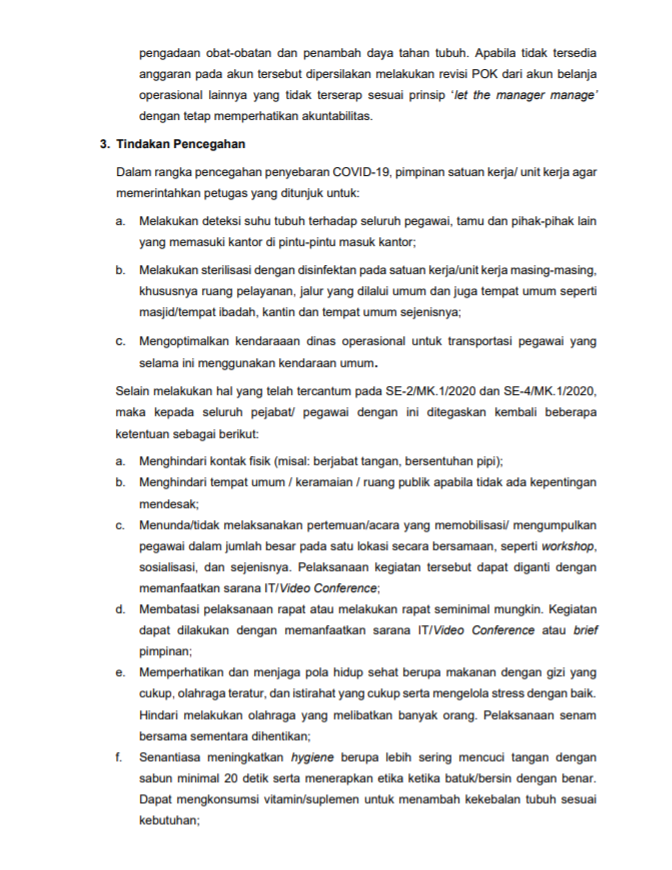 pengadaan obat-obatan dan penambah daya tahan tubuh. Apabila tidak tersedia
anggaran pada akun tersebut dipersilakan melakukan revisi POK dari akun belanja
operasional lainnya yang tidak terserap sesuai prinsip ‘let the manager manage’
dengan tetap memperhatikan akuntabilitas.
3. Tindakan Pencegahan
Dalam rangka pencegahan penyebaran COVID-19, pimpinan satuan kerja/ unit kerja agar
memerintahkan petugas yang ditunjuk untuk:
a. Melakukan deteksi suhu tubuh terhadap seluruh pegawai, tamu dan pihak-pihak lain
yang memasuki kantor di pintu-pintu masuk kantor;
b. Melakukan sterilisasi dengan disinfektan pada satuan kerja/unit kerja masing-masing,
khususnya ruang pelayanan, jalur yang dilalui umum dan juga tempat umum seperti
masjid/tempat ibadah, kantin dan tempat umum sejenisnya;
c. Mengoptimalkan kendaraaan dinas operasional untuk transportasi pegawai yang
selama ini menggunakan kendaraan umum.
Selain melakukan hal yang telah tercantum pada SE-2/MK.1/2020 dan SE-4/MK.1/2020,
maka kepada seluruh pejabat/ pegawai dengan ini ditegaskan kembali beberapa
ketentuan sebagai berikut:
a. Menghindari kontak fisik (misal: berjabat tangan, bersentuhan pipi);
b. Menghindari tempat umum / keramaian / ruang publik apabila tidak ada kepentingan
mendesak;
c. Menunda/tidak melaksanakan pertemuan/acara yang memobilisasi/ mengumpulkan
pegawai dalam jumlah besar pada satu lokasi secara bersamaan, seperti workshop,
sosialisasi, dan sejenisnya. Pelaksanaan kegiatan tersebut dapat diganti dengan
memanfaatkan sarana IT/Video Conference;
d. Membatasi pelaksanaan rapat atau melakukan rapat seminimal mungkin. Kegiatan
dapat dilakukan dengan memanfaatkan sarana IT/Video Conference atau brief
pimpinan;
e. Memperhatikan dan menjaga pola hidup sehat berupa makanan dengan gizi yang
cukup, olahraga teratur, dan istirahat yang cukup serta mengelola stress dengan baik.
Hindari melakukan olahraga yang melibatkan banyak orang. Pelaksanaan senam
bersama sementara dihentikan;
f. Senantiasa meningkatkan hygiene berupa lebih sering mencuci tangan dengan
sabun minimal 20 detik serta menerapkan etika ketika batuk/bersin dengan benar.
Dapat mengkonsumsi vitamin/suplemen untuk menambah kekebalan tubuh sesuai
kebutuhan;